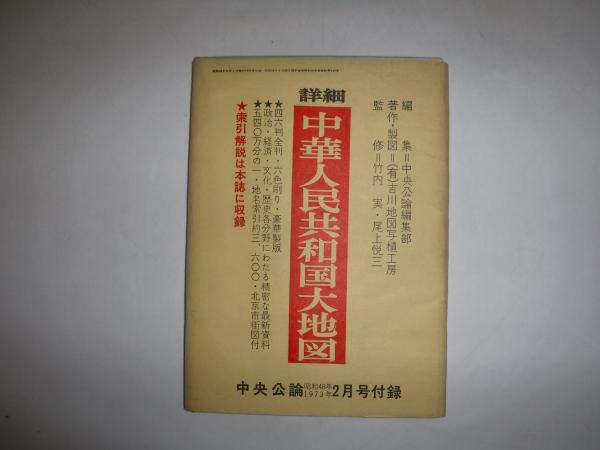 編集=中央公論編集部
著作・製図=(有)吉川地図写植工房
監修=竹内実・尾上悦三
詳細
中華人民共和国大地図
★四六判全刊・六色刷り・豪華製版
★政治・経済・文化・歴史各分野にわたる精密な最新資料
★五四〇万分の一・地名索引約三、六〇〇・北京市街図付
★索引解説は本誌に収録
中央公論 昭和48年 1973年 2月号付録